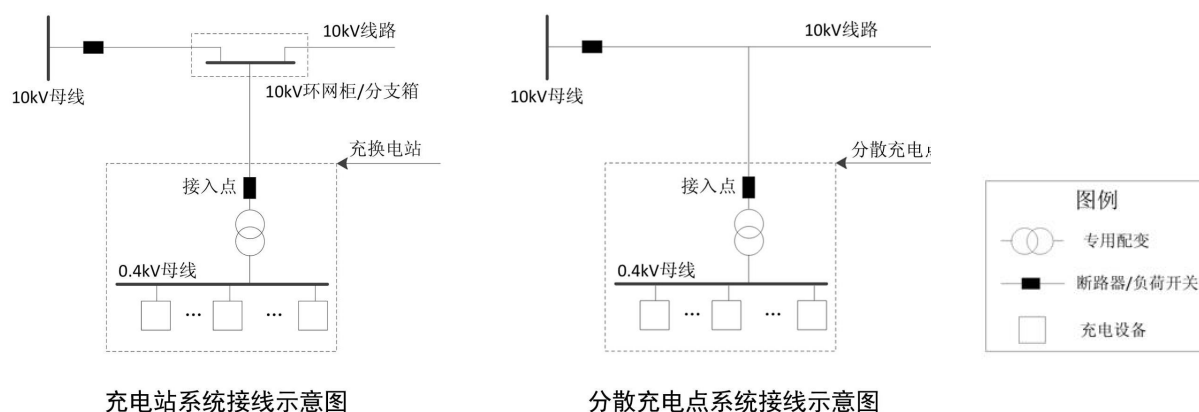 10kV线路
10kV母线
10kV环网柜/分支箱
充换电站
接入点
0.4kV母线
...
...
充电站系统接线示意图
10kV线路
10kV母线
分散充电点
接入点
0.4kV母线
...
...
分散充电点系统接线示意图
图例
专用配变
断路器/负荷开关
充电设备